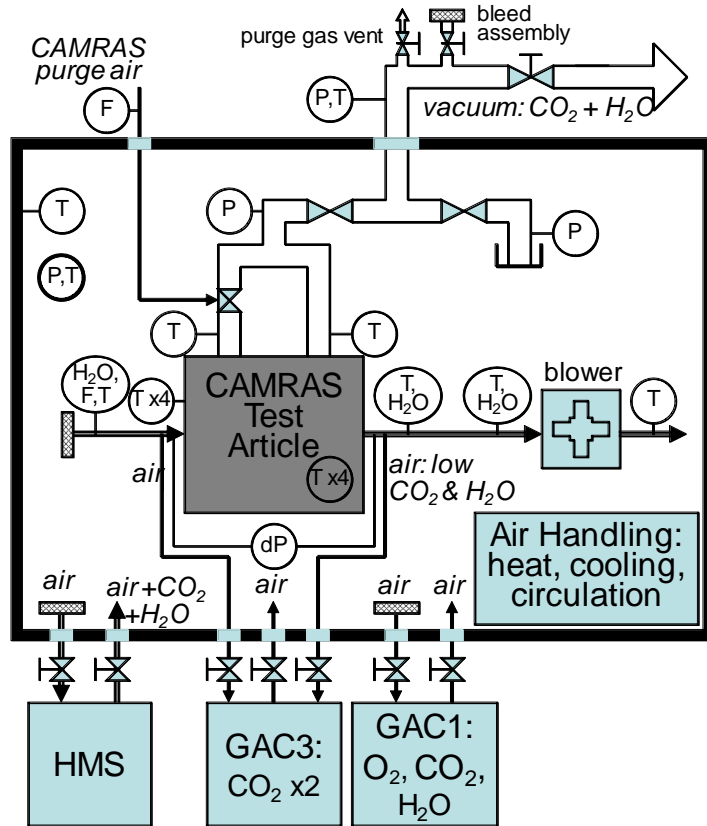 CAMRAS
purge air
purge gas vent
bleed
assembly
F
P,T
vacuum: CO₂ + H₂O
T
P
P
P,T
T
T
H₂O,
F,T
T x4
CAMRAS
Test
Article
T x4
T,
H₂O
T,
H₂O
blower
T
air
air: low
CO₂ & H₂O
dP
Air Handling:
heat, cooling,
circulation
air
air+CO₂
+H₂O
air
air
air
HMS
GAC3:
CO₂ x2
GAC1:
O₂, CO₂,
H₂O